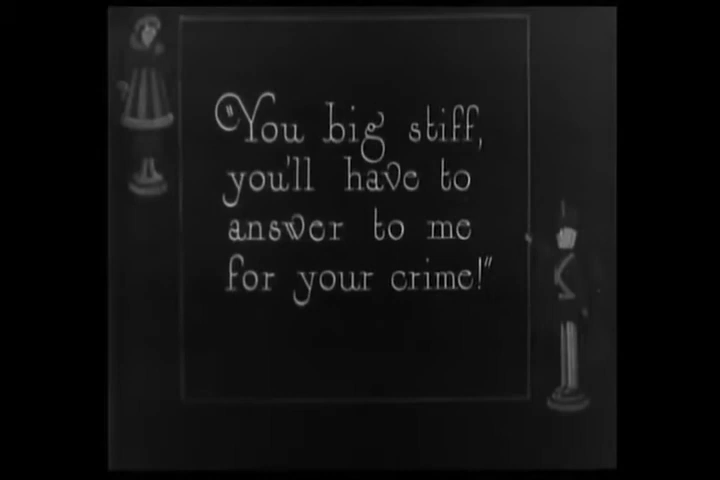 "You big stiff,
you'll have to
answer to me
for your crime!"